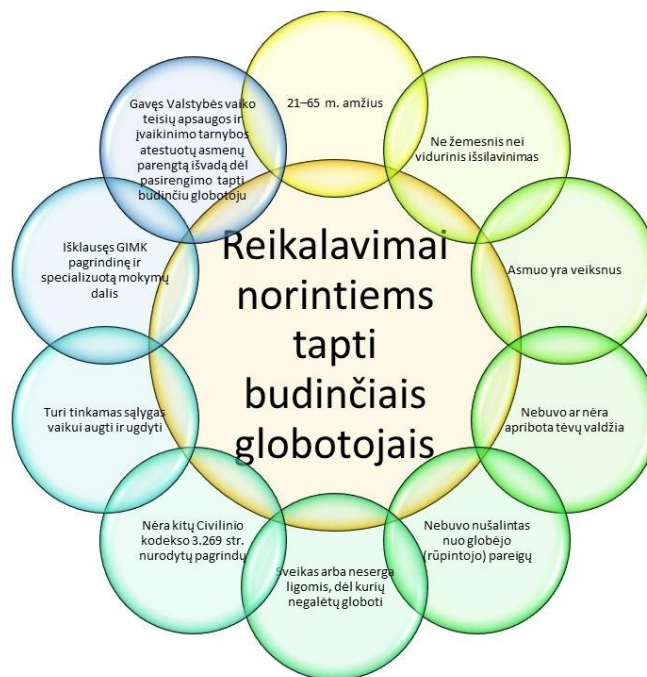 Reikalavimai
norintiems
tapti
budinčiais
globotojais
21–65 m. amžius
Ne žemesnis nei
vidurinis išsilavinimas
Asmuo yra veiksnus
Nebuvo ar nėra
apribota tėvų valdžia
Nebuvo nušalintas
nuo globėjo
(rūpintojo) pareigų
Sveikas arba neserga
ligomis, dėl kurių
negalėtų globoti
Nėra kitų Civilinio
kodekso 3.269 str.
nurodytų pagrindų
Turi tinkamas sąlygas
vaikui augti ir ugdyti
Išklausęs GIMK
pagrindinę ir
specializuotą mokymų
dalis
Gavęs Valstybės vaiko
teisių apsaugos ir
įvaikinimo tarnybos
atestuotų asmenų
parengtą išvadą dėl
pasirengimo tapti
budinčiu globotoju